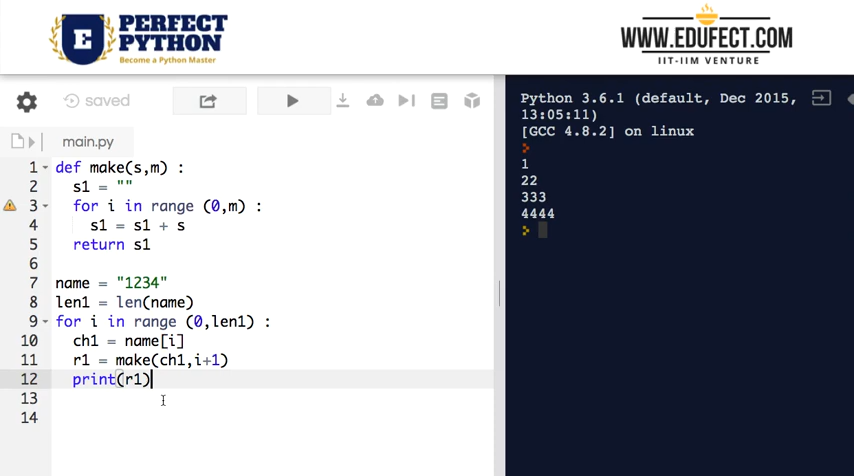 E
PERFECT
PYTHON
Become a Python Master
WWW.EDUFECT.COM
IIT-IIM VENTURE
saved
main.py
1 def make(s,m) :
2 s1 = ""
3 for i in range (0,m) :
4 s1 = s1 + s
5 return s1
6
7 name = "1234"
8 len1 = len(name)
9 for i in range (0,len1) :
10 ch1 = name[i]
11 r1 = make(ch1,i+1)
12 print(r1)
13
14
Python 3.6.1 (default, Dec 2015,
13:05:11)
[GCC 4.8.2] on linux
1
22
333
4444